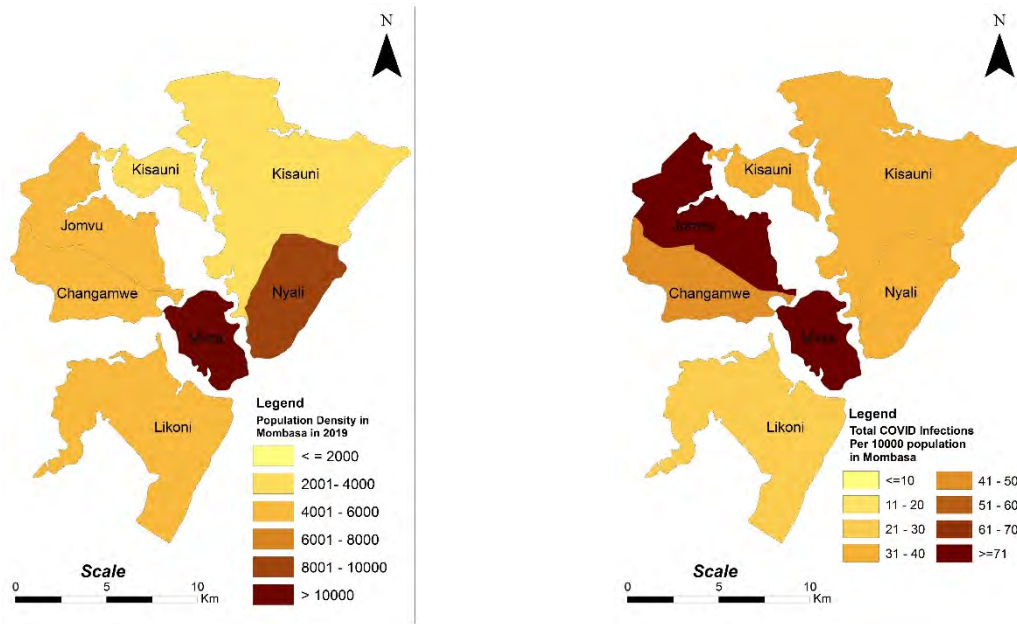 N
Kisauni
Kisauni
Jomvu
Changamwe
Nyali
Likoni
Legend
Population Density in
Mombasa in 2019
< = 2000
2001- 4000
4001 - 6000
6001 - 8000
8001 - 10000
> 10000
Scale
0 5 10
Km
N
Kisauni
Kisauni
Changamwe
Nyali
Likoni
Legend
Total COVID Infections
Per 10000 population
in Mombasa
<=10
11 - 20
21 - 30
31 - 40
41 - 50
51 - 60
61 - 70
>=71
Scale
0 5 10
Km